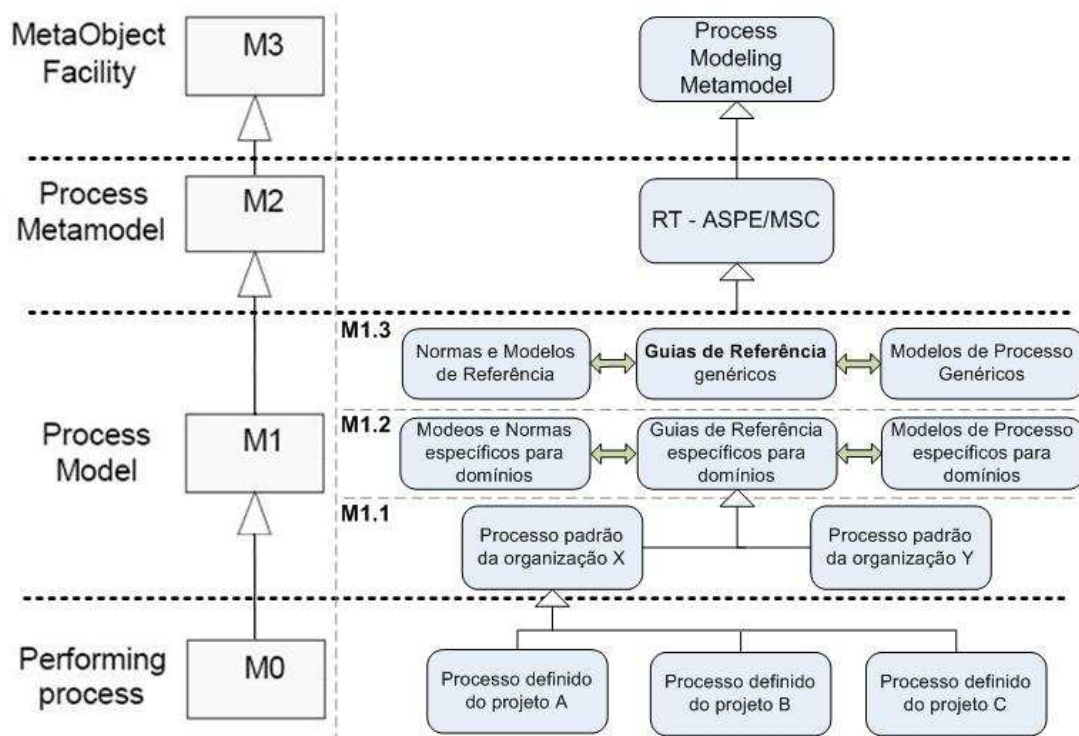 MetaObject
Facility
M3
Process
Modeling
Metamodel
Process
Metamodel
M2
RT - ASPE/MSC
M1.3
Normas e Modelos
de Referência
Guias de Referência
genéricos
Modelos de Processo
Genéricos
Process
Model
M1
M1.2
Modeos e Normas
específicos para
domínios
Guias de Referência
específicos para
domínios
Modelos de Processo
específicos para
domínios
M1.1
Processo padrão
da organização X
Processo padrão
da organização Y
Performing
process
M0
Processo definido
do projeto A
Processo definido
do projeto B
Processo definido
do projeto C